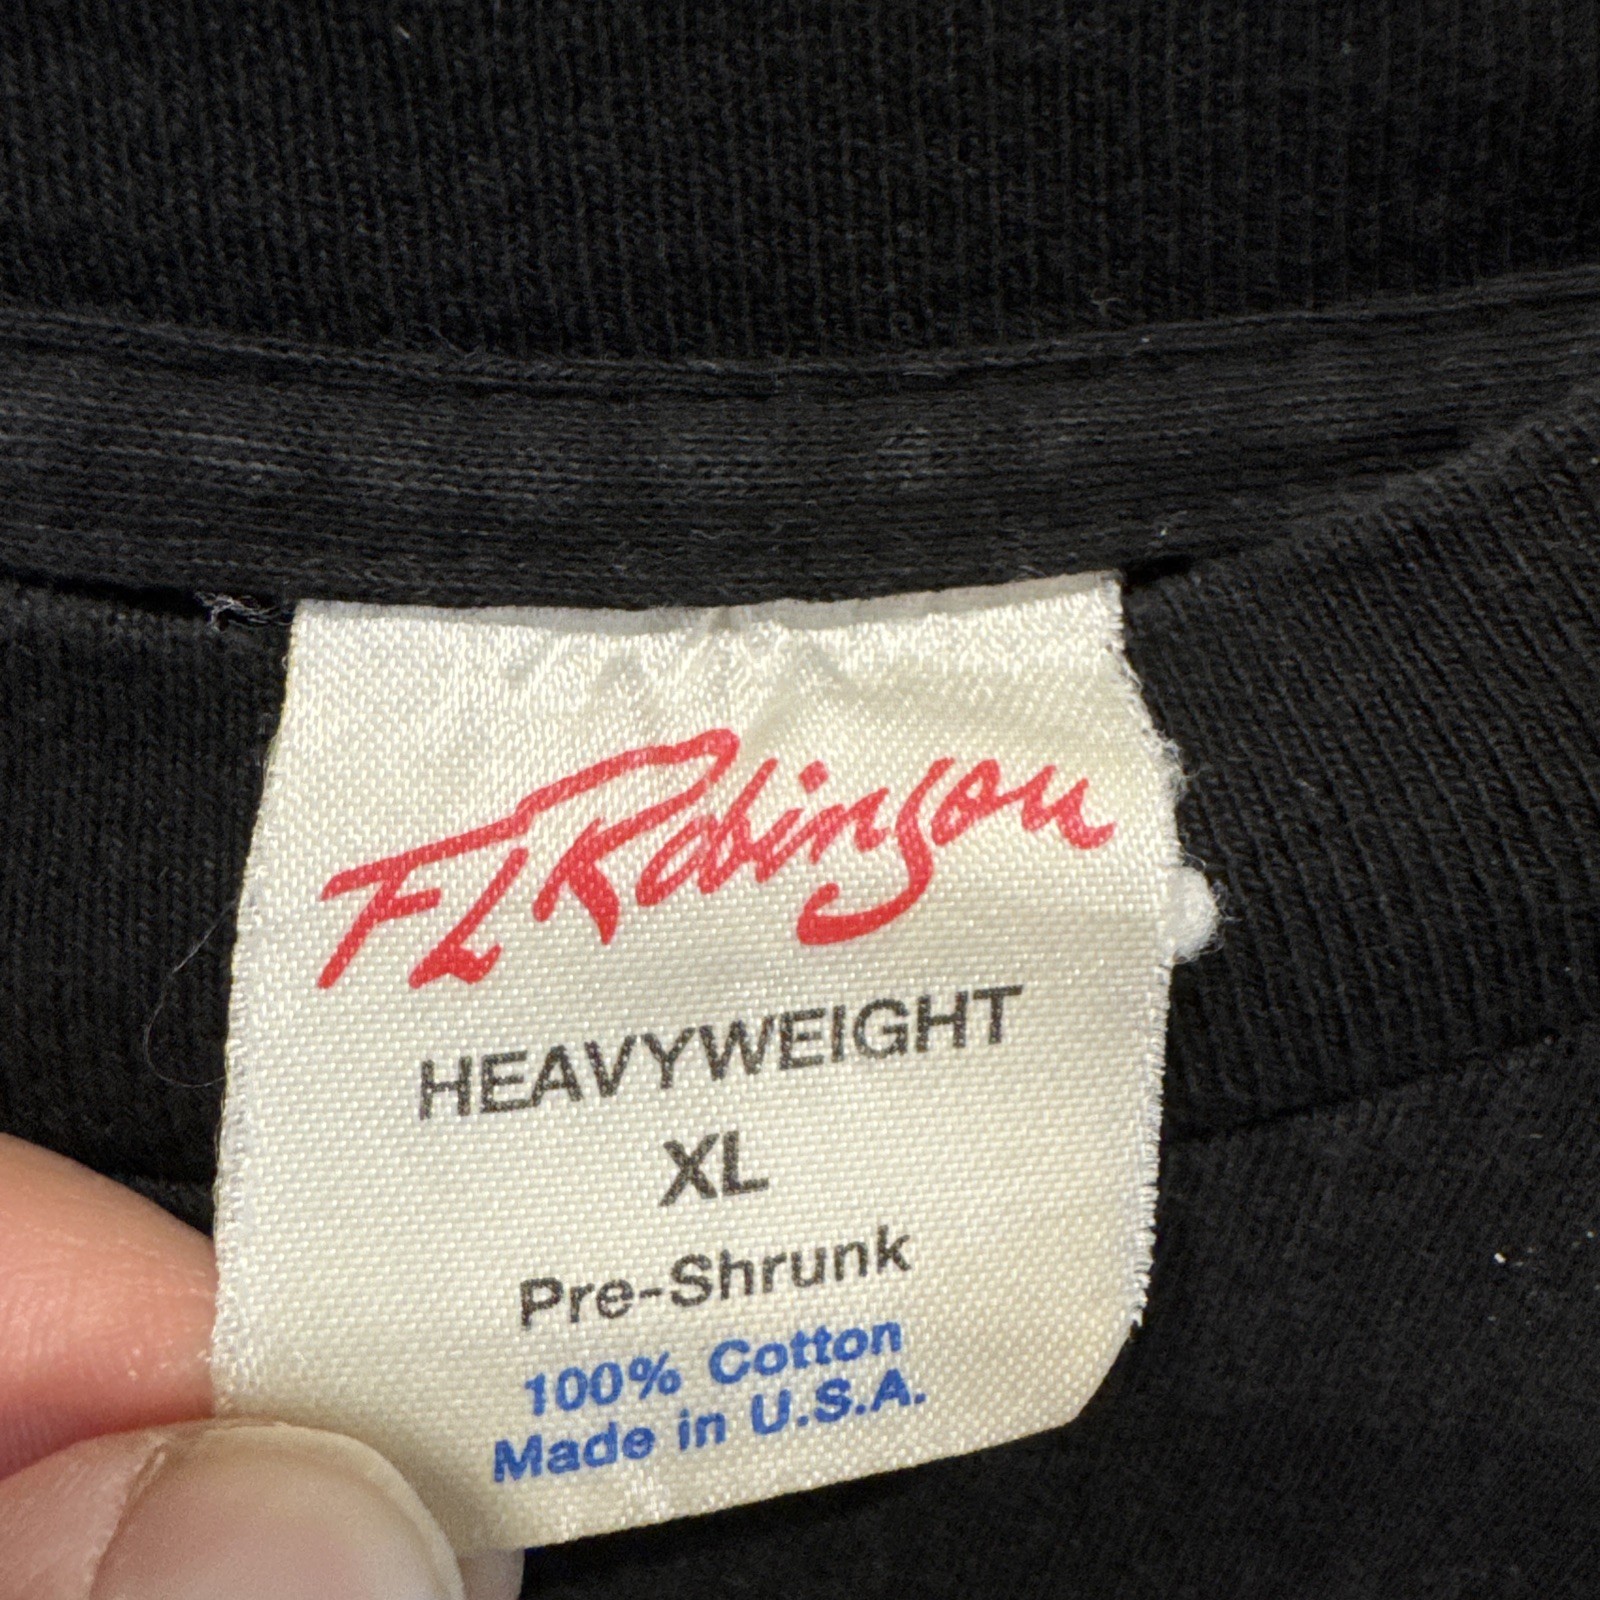 FL Robinson
HEAVYWEIGHT
XL
Pre-Shrunk
100% Cotton
Made in U.S.A.